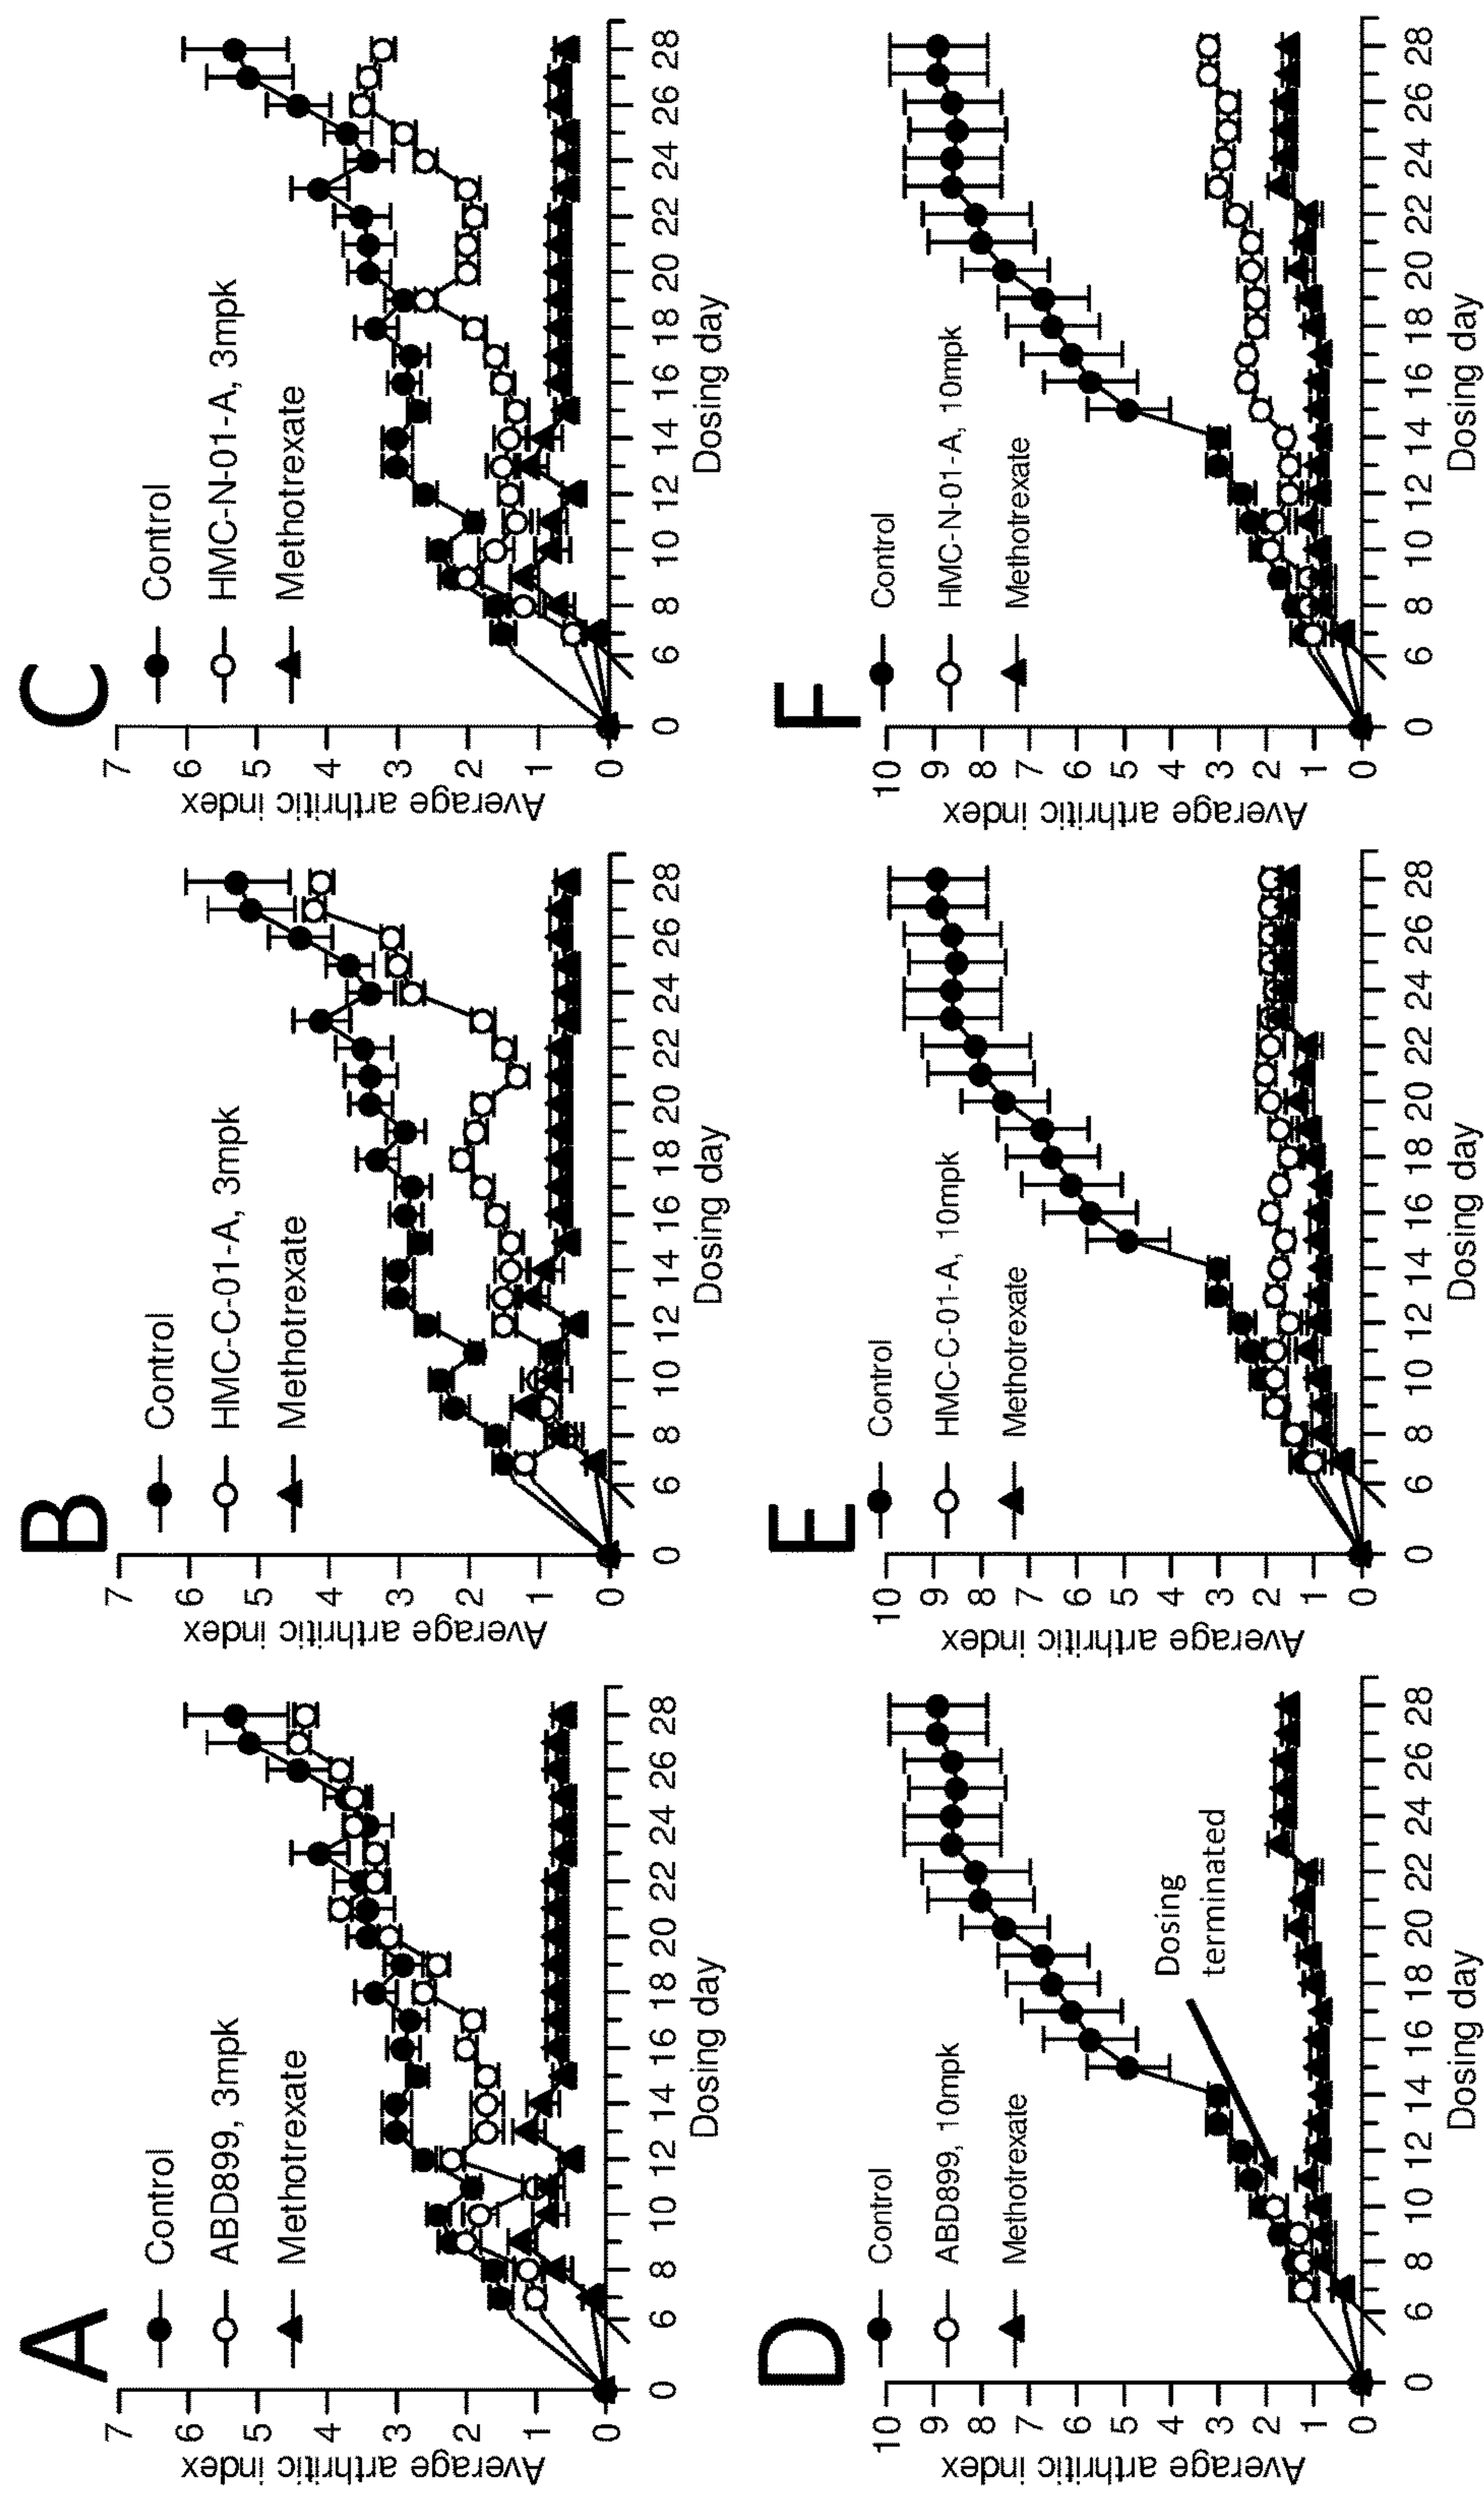 A
Control
ABD899, 3mpk
Methotrexate
Average arthritic index
7
6
5
4
3
2
1
0
0 6 8 10 12 14 16 18 20 22 24 26 28
Dosing day
B
Control
HMC-C-01-A, 3mpk
Methotrexate
Average arthritic index
7
6
5
4
3
2
1
0
0 6 8 10 12 14 16 18 20 22 24 26 28
Dosing day
C
Control
HMC-N-01-A, 3mpk
Methotrexate
Average arthritic index
7
6
5
4
3
2
1
0
0 6 8 10 12 14 16 18 20 22 24 26 28
Dosing day
D
Control
ABD899, 10mpk
Methotrexate
Dosing
terminated
Average arthritic index
10
9
8
7
6
5
4
3
2
1
0
0 6 8 10 12 14 16 18 20 22 24 26 28
Dosing day
E
Control
HMC-C-01-A, 10mpk
Methotrexate
Average arthritic index
10
9
8
7
6
5
4
3
2
1
0
0 6 8 10 12 14 16 18 20 22 24 26 28
Dosing day
F
Control
HMC-N-01-A, 10mpk
Methotrexate
Average arthritic index
10
9
8
7
6
5
4
3
2
1
0
0 6 8 10 12 14 16 18 20 22 24 26 28
Dosing day